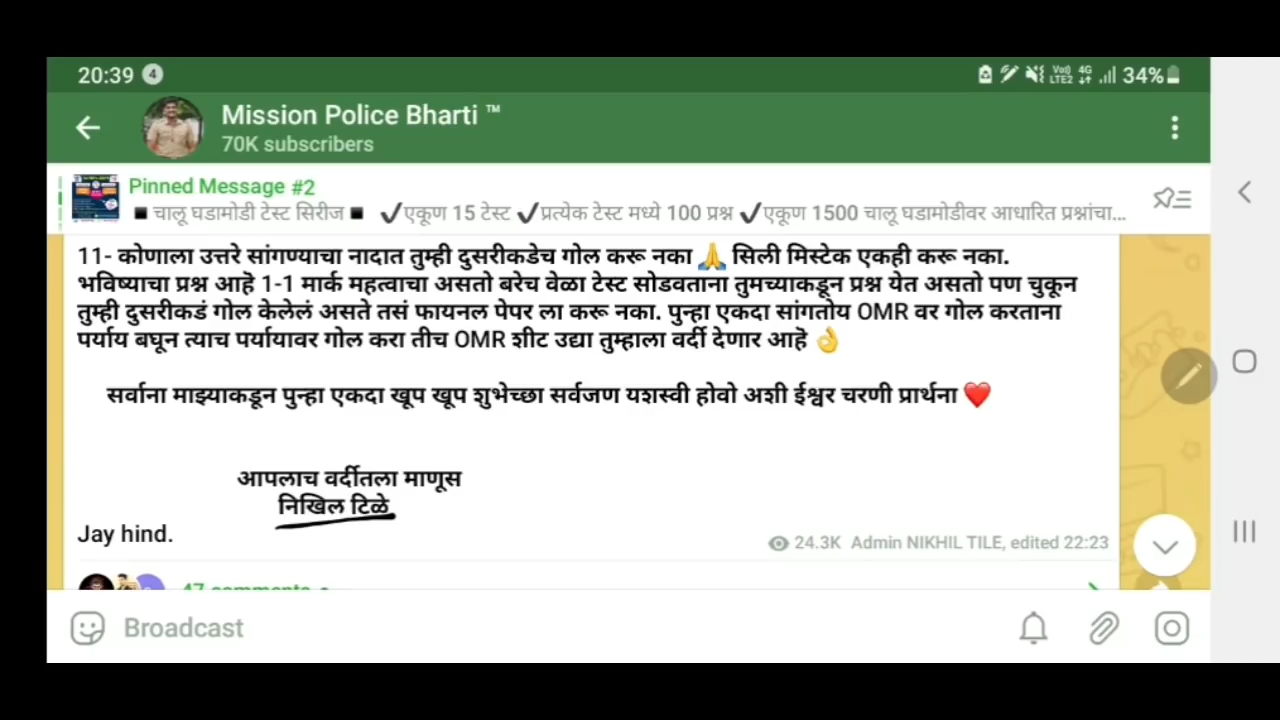 20:39 4 Vo)) LTE2 4G 34%
Mission Police Bharti ™
70K subscribers
Pinned Message #2
▪चालू घडामोडी टेस्ट सिरीज▪ ✔एकूण 15 टेस्ट ✔प्रत्येक टेस्ट मध्ये 100 प्रश्न ✔एकूण 1500 चालू घडामोडीवर आधारित प्रश्नांचा...
11- कोणाला उत्तरे सांगण्याचा नादात तुम्ही दुसरीकडेच गोल करू नका 🙏 सिली मिस्टेक एकही करू नका.
भविष्याचा प्रश्न आहॆ 1-1 मार्क महत्वाचा असतो बरेच वेळा टेस्ट सोडवताना तुमच्याकडून प्रश्न येत असतो पण चुकून
तुम्ही दुसरीकडं गोल केलेलं असते तसं फायनल पेपर ला करू नका. पुन्हा एकदा सांगतोय OMR वर गोल करताना
पर्याय बघून त्याच पर्यायावर गोल करा तीच OMR शीट उद्या तुम्हाला वर्दी देणार आहॆ 👌
सर्वाना माझ्याकडून पुन्हा एकदा खूप खूप शुभेच्छा सर्वजण यशस्वी होवो अशी ईश्वर चरणी प्रार्थना ❤️
आपलाच वर्दीतला माणूस
निखिल टिळे
Jay hind.
24.3K Admin NIKHIL TILE, edited 22:23
47 comments
Broadcast